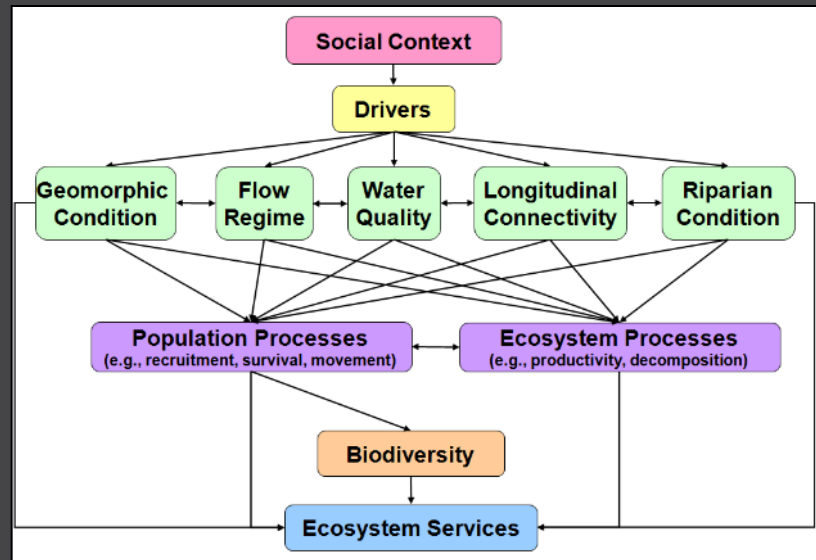 Social Context
Drivers
Geomorphic
Condition
Flow
Regime
Water
Quality
Longitudinal
Connectivity
Riparian
Condition
Population Processes
(e.g., recruitment, survival, movement)
Ecosystem Processes
(e.g., productivity, decomposition)
Biodiversity
Ecosystem Services